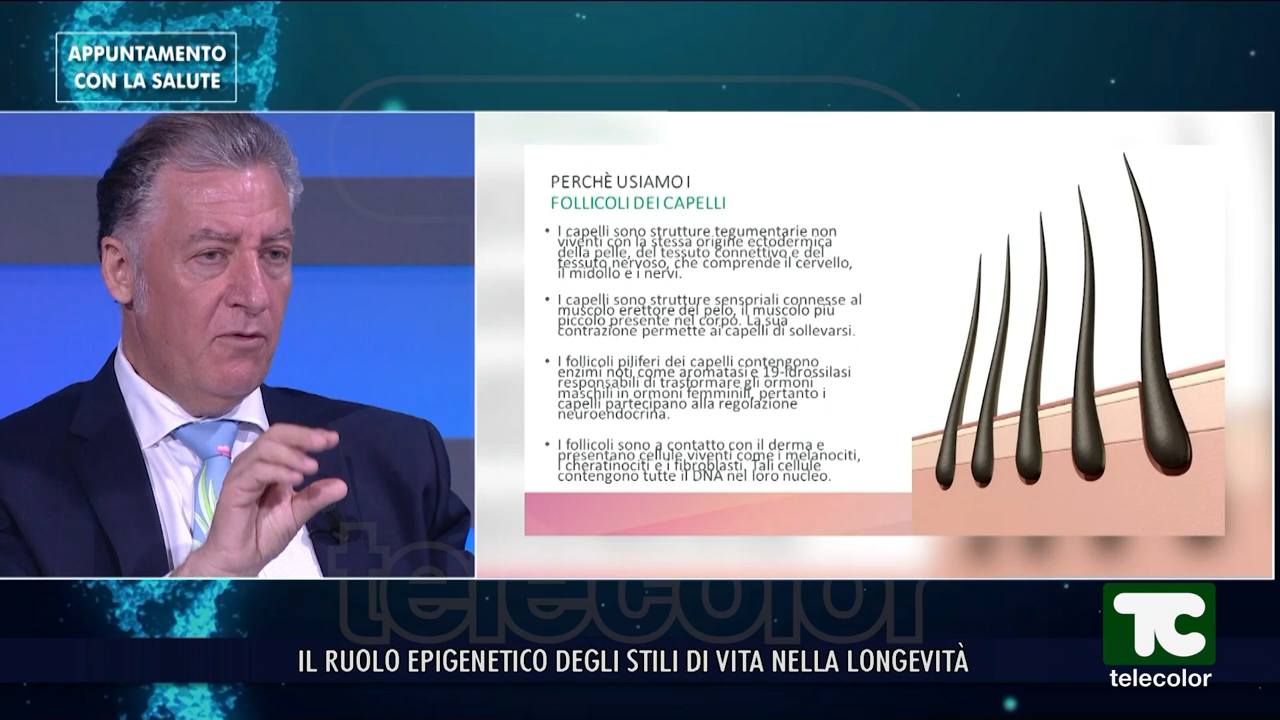 APPUNTAMENTO
CON LA SALUTE
PERCHÈ USIAMO I
FOLLICOLI DEI CAPELLI
• I capelli sono strutture tegumentarie non
viventi con la stessa origine ectodermica
della pelle, del tessuto connettivo e del
tessuto nervoso, che comprende il cervello,
il midollo e i nervi.
• I capelli sono strutture sensoriali connesse al
muscolo erettore del pelo, il muscolo più
piccolo presente nel corpo. La sua
contrazione permette ai capelli di sollevarsi.
• I follicoli piliferi dei capelli contengono
enzimi noti come aromatasi e 19-idrossilasi
responsabili di trasformare gli ormoni
maschili in ormoni femminili, pertanto i
capelli partecipano alla regolazione
neuroendocrina.
• I follicoli sono a contatto con il derma e
presentano cellule viventi come i melanociti,
i cheratinociti e i fibroblasti. Tali cellule
contengono tutte il DNA nel loro nucleo.
telecolor
IL RUOLO EPIGENETICO DEGLI STILI DI VITA NELLA LONGEVITÀ
TC
telecolor